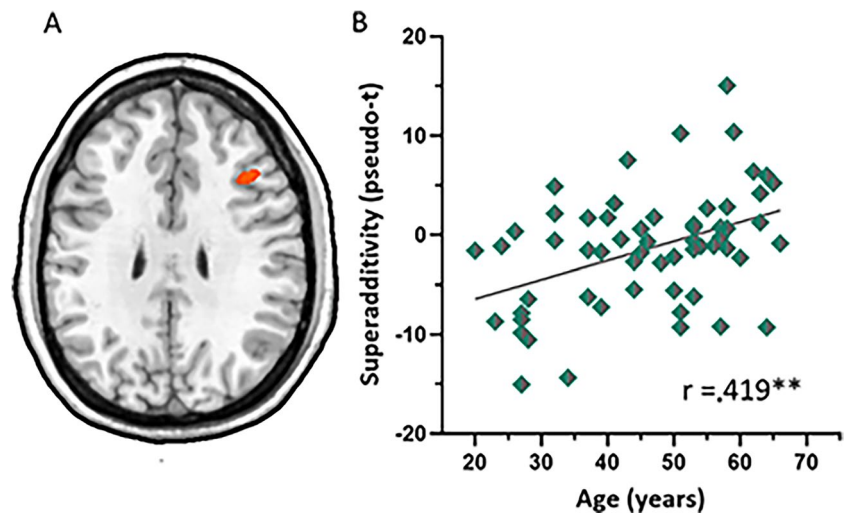 A
B
Superadditivity (pseudo-t)
20
10
0
-10
-20
r =.419**
20 30 40 50 60 70
Age (years)